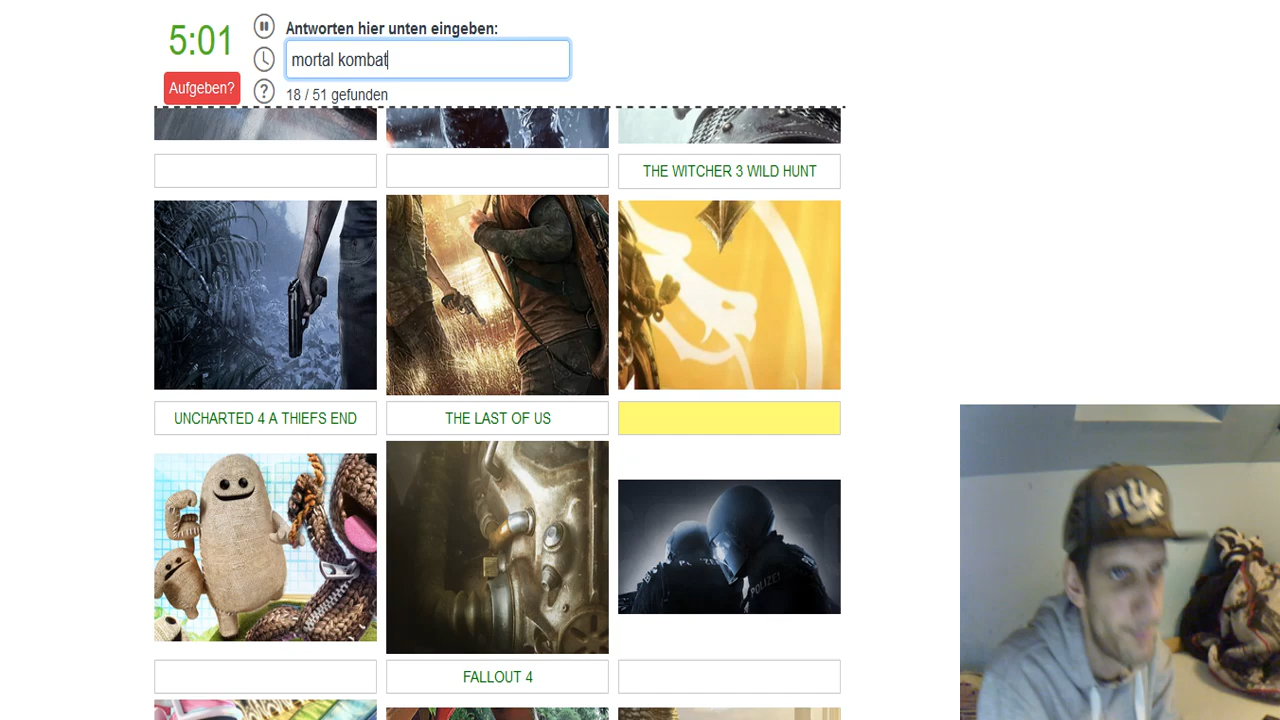 5:01
Antworten hier unten eingeben:
mortal kombat
Aufgeben?
?
18 / 51 gefunden
THE WITCHER 3 WILD HUNT
UNCHARTED 4 A THIEFS END
THE LAST OF US
POLIZEI
FALLOUT 4